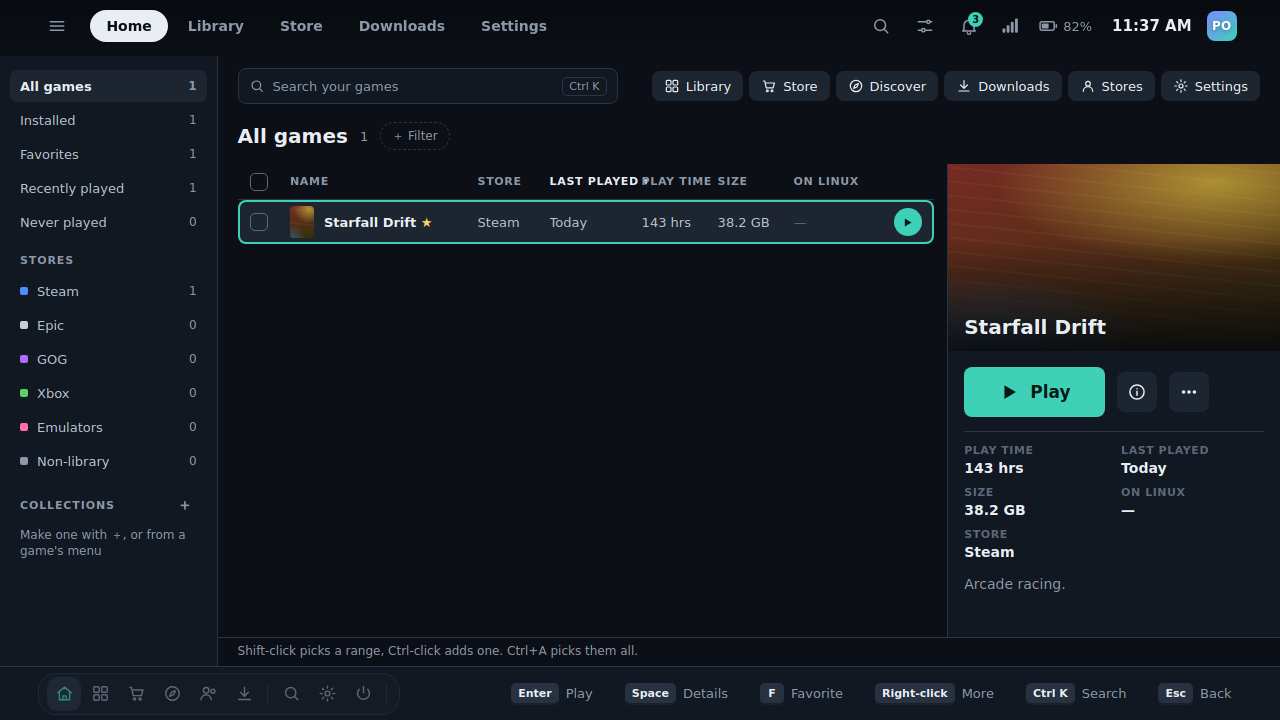 Home
Library
Store
Downloads
Settings
3
82%
11:37 AM
PO
All games 1
Installed 1
Favorites 1
Recently played 1
Never played 0
STORES
Steam 1
Epic 0
GOG 0
Xbox 0
Emulators 0
Non-library 0
COLLECTIONS +
Make one with +, or from a
game's menu
Search your games Ctrl K
Library
Store
Discover
Downloads
Stores
Settings
All games 1 + Filter
NAME STORE LAST PLAYED PLAY TIME SIZE ON LINUX
Starfall Drift ★ Steam Today 143 hrs 38.2 GB —
Starfall Drift
Play
PLAY TIME LAST PLAYED
143 hrs Today
SIZE ON LINUX
38.2 GB —
STORE
Steam
Arcade racing.
Shift-click picks a range, Ctrl-click adds one. Ctrl+A picks them all.
Enter Play
Space Details
F Favorite
Right-click More
Ctrl K Search
Esc Back